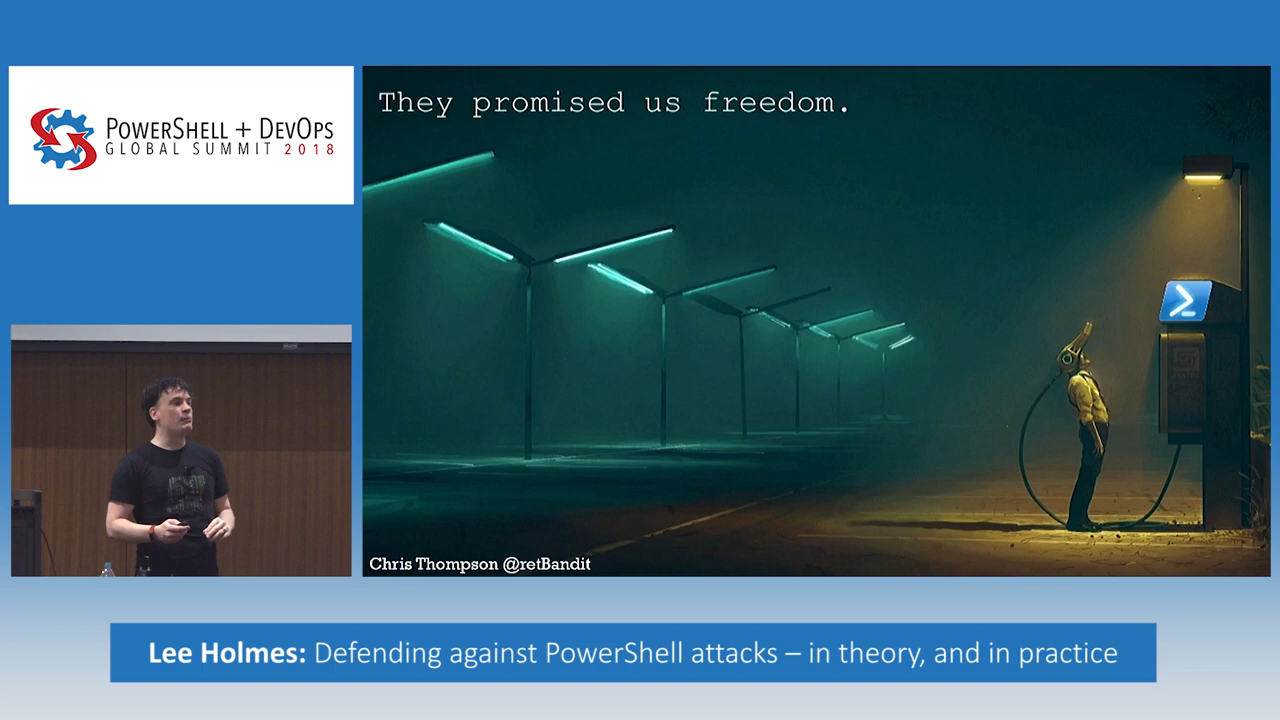 POWERSHELL + DEVOPS
GLOBAL SUMMIT 2018
They promised us freedom.
Chris Thompson @retBandit
Lee Holmes: Defending against PowerShell attacks – in theory, and in practice